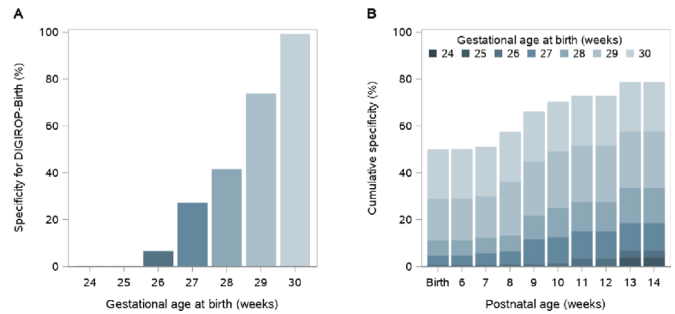 A
Specificity for DIGIROP-Birth (%)
100
80
60
40
20
0
24 25 26 27 28 29 30
Gestational age at birth (weeks)
B
Cumulative specificity (%)
100
80
60
40
20
0
Gestational age at birth (weeks)
24 25 26 27 28 29 30
Birth 6 7 8 9 10 11 12 13 14
Postnatal age (weeks)